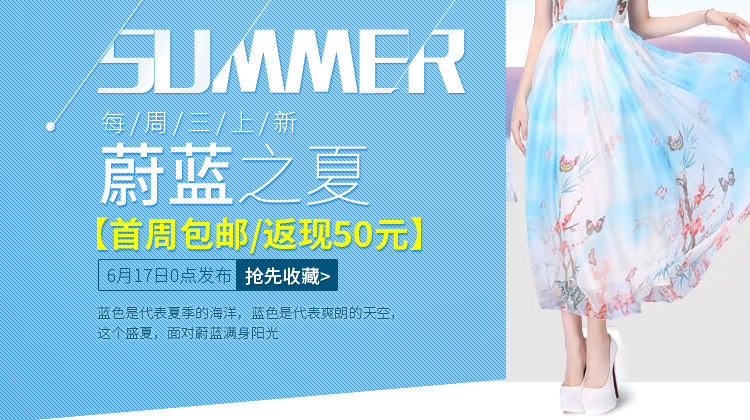 SUMMER
每/周/三/上/新
蔚蓝之夏
【首周包邮/返现50元】
6月17日0点发布 抢先收藏>
蓝色是代表夏季的海洋，蓝色是代表爽朗的天空，
这个盛夏，面对蔚蓝满身阳光